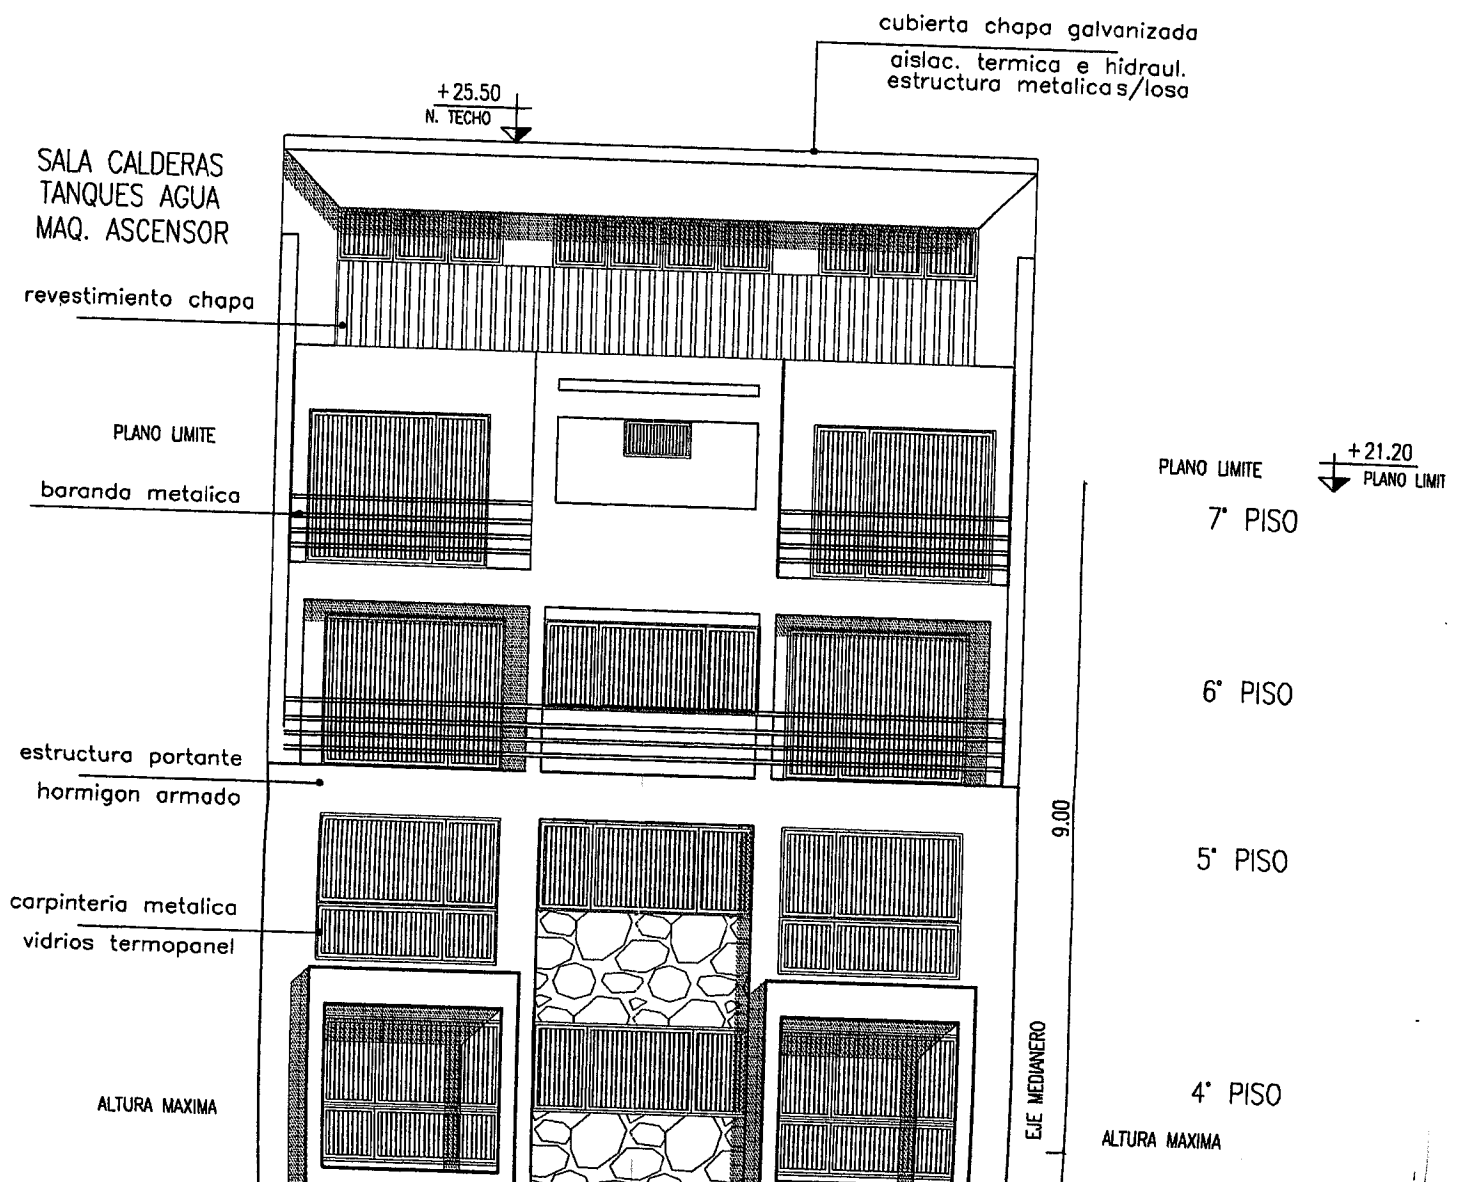 cubierta chapa galvanizada
aislac. termica e hidraul.
estructura metalica s/losa
+25.50
N. TECHO
SALA CALDERAS
TANQUES AGUA
MAQ. ASCENSOR
revestimiento chapa
PLANO LIMITE
baranda metalica
PLANO LIMITE
+21.20
PLANO LIMIT
7° PISO
6° PISO
estructura portante
hormigon armado
9.00
5° PISO
carpinteria metalica
vidrios termopanel
EJE MEDIANERO
4° PISO
ALTURA MAXIMA
ALTURA MAXIMA